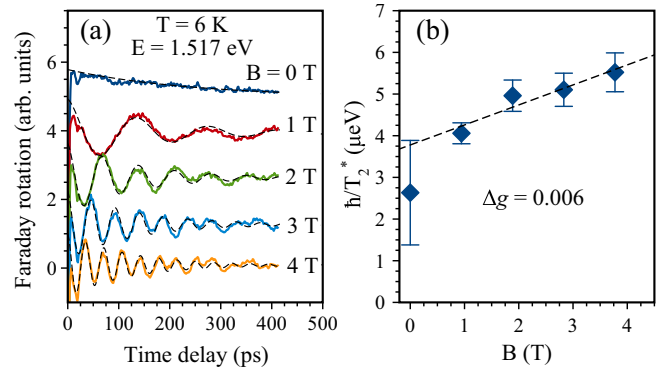 (a)
T = 6 K
E = 1.517 eV
B = 0 T
1 T
2 T
3 T
4 T
Faraday rotation (arb. units)
6
4
2
0
0
100
200
300
400
500
Time delay (ps)
(b)
ħ/T₂* (μeV)
7
6
5
4
3
2
1
0
Δg = 0.006
0
1
2
3
4
B (T)